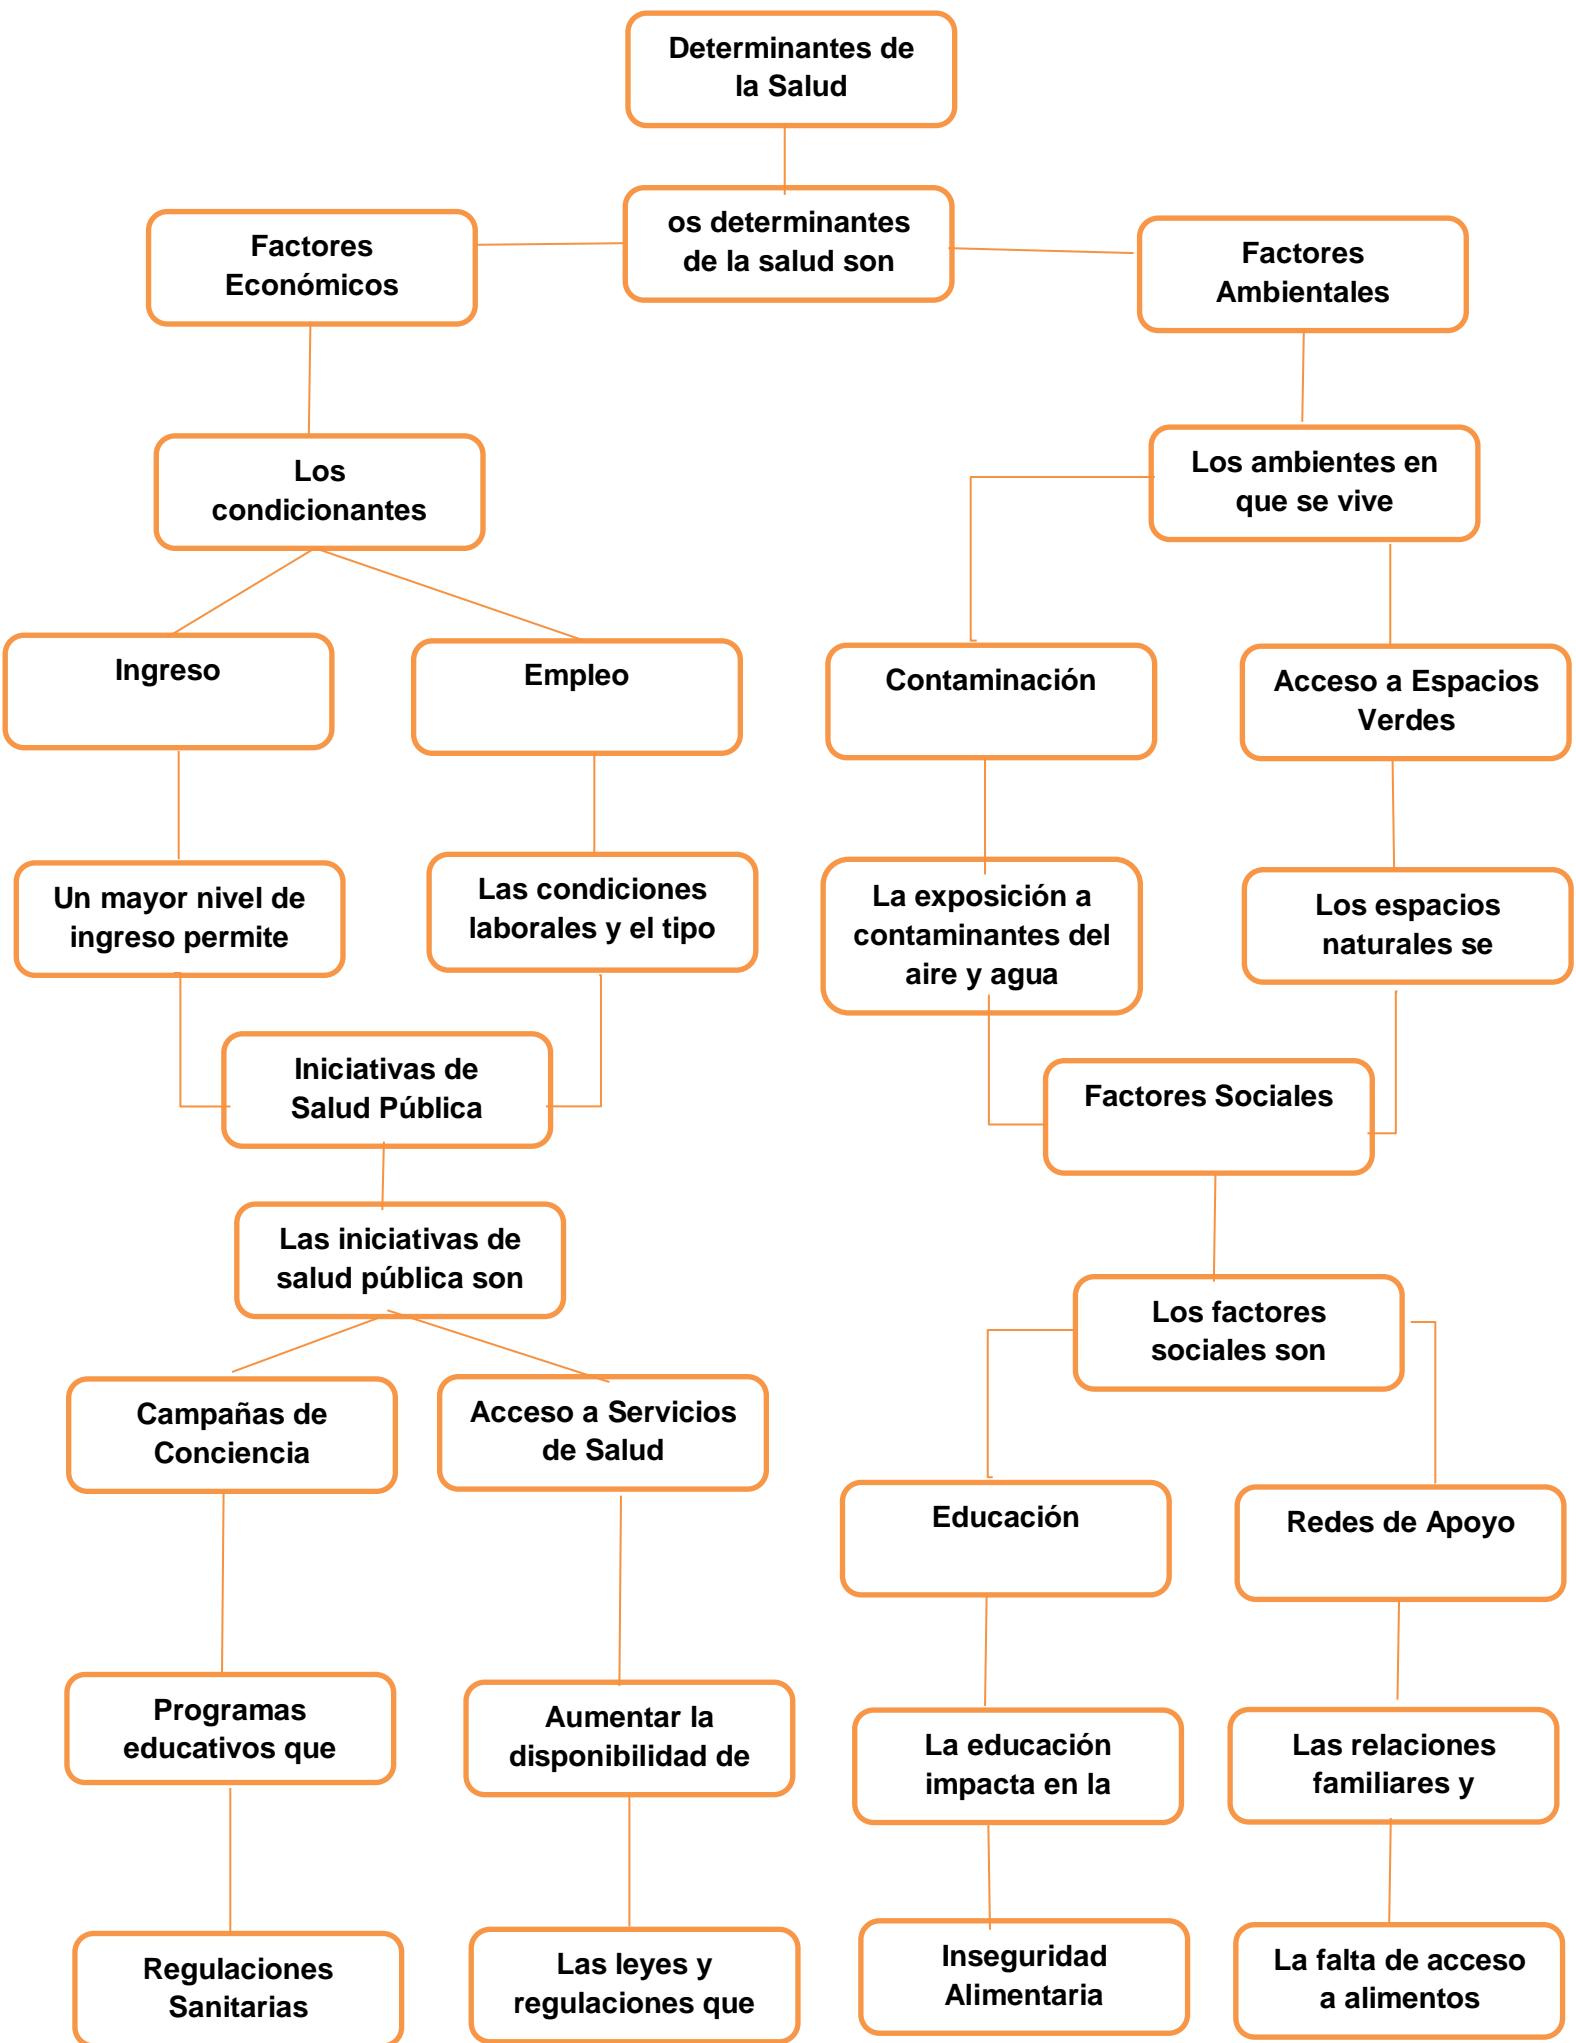 Determinantes de
la Salud
Factores
Económicos
os determinantes
de la salud son
Factores
Ambientales
Los
condicionantes
Los ambientes en
que se vive
Ingreso
Empleo
Contaminación
Acceso a Espacios
Verdes
Un mayor nivel de
ingreso permite
Las condiciones
laborales y el tipo
La exposición a
contaminantes del
aire y agua
Los espacios
naturales se
Iniciativas de
Salud Pública
Factores Sociales
Las iniciativas de
salud pública son
Los factores
sociales son
Campañas de
Conciencia
Acceso a Servicios
de Salud
Educación
Redes de Apoyo
Programas
educativos que
Aumentar la
disponibilidad de
La educación
impacta en la
Las relaciones
familiares y
Regulaciones
Sanitarias
Las leyes y
regulaciones que
Inseguridad
Alimentaria
La falta de acceso
a alimentos